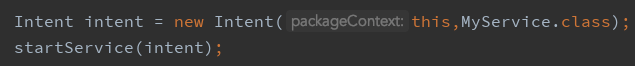 Intent intent = new Intent( packageContext: this,MyService.class);
startService(intent);